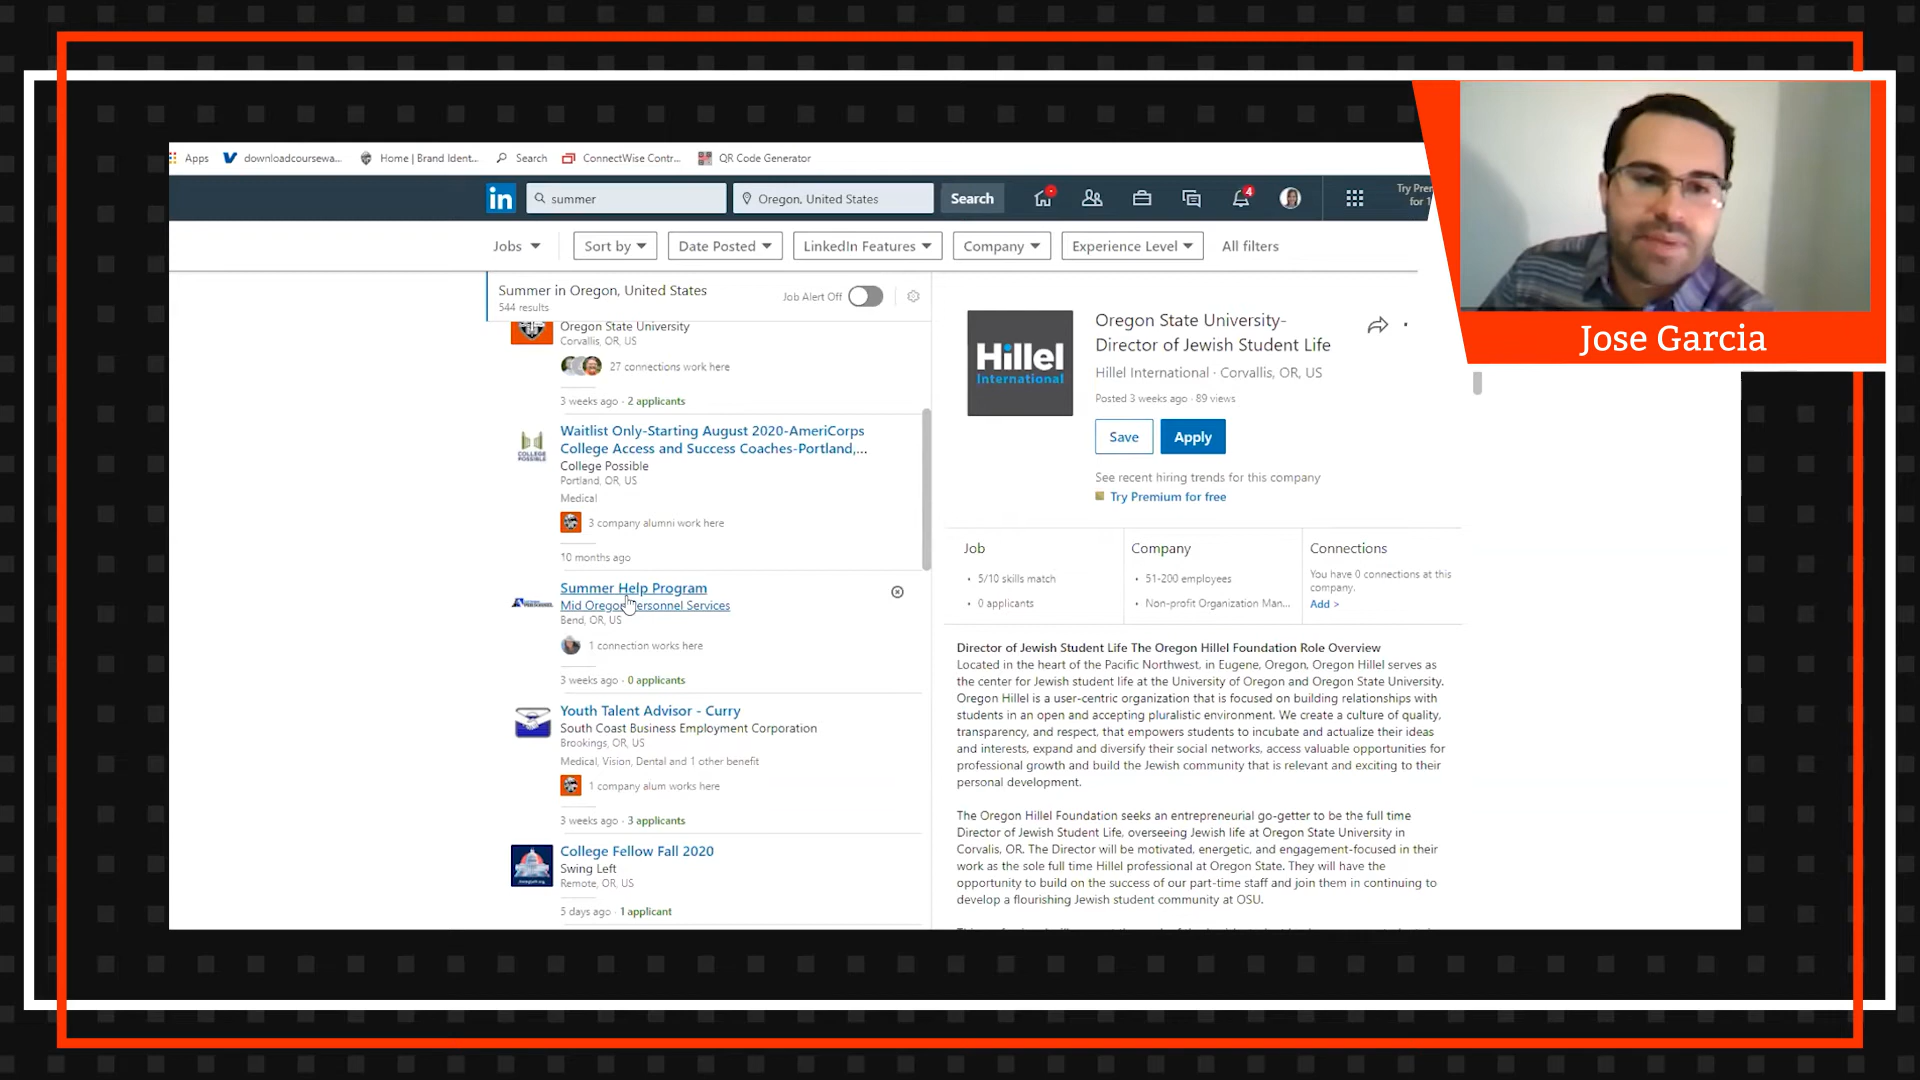 Apps
downloadcoursewa...
Home | Brand Ident...
Search
ConnectWise Contr...
QR Code Generator
in
summer
Oregon, United States
Search
4
Try Pre
for 1
Jobs
Sort by
Date Posted
LinkedIn Features
Company
Experience Level
All filters
Summer in Oregon, United States
544 results
Job Alert Off
Oregon State University
Corvallis, OR, US
27 connections work here
3 weeks ago · 2 applicants
Waitlist Only-Starting August 2020-AmeriCorps
College Access and Success Coaches-Portland,...
COLLEGE
POSSIBLE
College Possible
Portland, OR, US
Medical
3 company alumni work here
10 months ago
Summer Help Program
Mid Oregon Personnel Services
Bend, OR, US
1 connection works here
3 weeks ago · 0 applicants
Youth Talent Advisor - Curry
South Coast Business Employment Corporation
Brookings, OR, US
Medical, Vision, Dental and 1 other benefit
1 company alum works here
3 weeks ago · 3 applicants
College Fellow Fall 2020
Swing Left
Remote, OR, US
5 days ago · 1 applicant
Hillel
International
Oregon State University-
Director of Jewish Student Life
Hillel International · Corvallis, OR, US
Posted 3 weeks ago · 89 views
Save
Apply
See recent hiring trends for this company
Try Premium for free
Job
• 5/10 skills match
• 0 applicants
Company
• 51-200 employees
• Non-profit Organization Man...
Connections
You have 0 connections at this
company.
Add >
Director of Jewish Student Life The Oregon Hillel Foundation Role Overview
Located in the heart of the Pacific Northwest, in Eugene, Oregon, Oregon Hillel serves as
the center for Jewish student life at the University of Oregon and Oregon State University.
Oregon Hillel is a user-centric organization that is focused on building relationships with
students in an open and accepting pluralistic environment. We create a culture of quality,
transparency, and respect, that empowers students to incubate and actualize their ideas
and interests, expand and diversify their social networks, access valuable opportunities for
professional growth and build the Jewish community that is relevant and exciting to their
personal development.
The Oregon Hillel Foundation seeks an entrepreneurial go-getter to be the full time
Director of Jewish Student Life, overseeing Jewish life at Oregon State University in
Corvalis, OR. The Director will be motivated, energetic, and engagement-focused in their
work as the sole full time Hillel professional at Oregon State. They will have the
opportunity to build on the success of our part-time staff and join them in continuing to
develop a flourishing Jewish student community at OSU.
Jose Garcia